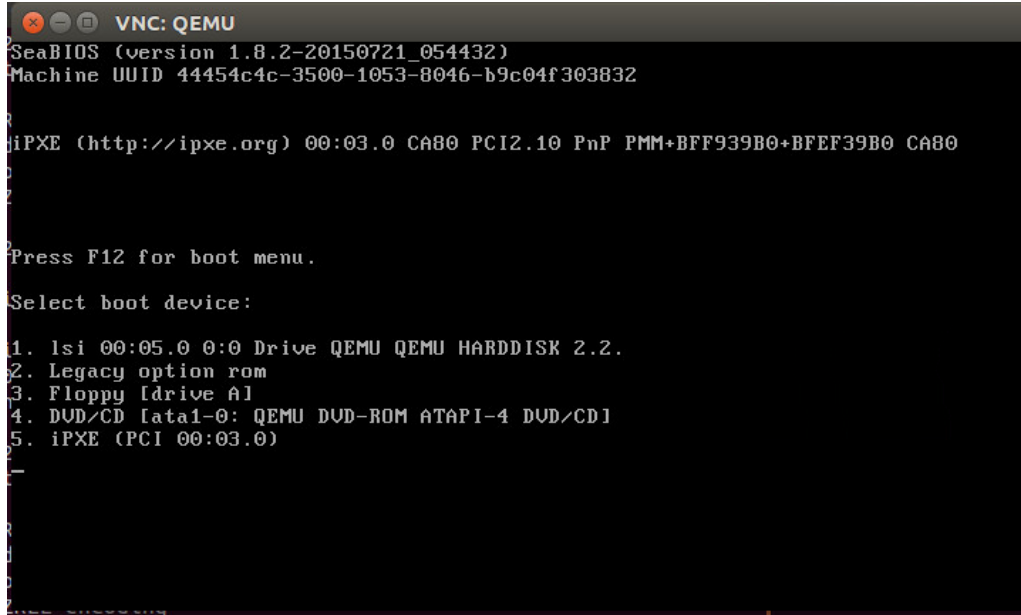 VNC: QEMU
SeaBIOS (version 1.8.2-20150721_054432)
Machine UUID 44454c4c-3500-1053-8046-b9c04f303832
iPXE (http://ipxe.org) 00:03.0 CA80 PCI2.10 PnP PMM+BFF939B0+BFEF39B0 CA80
Press F12 for boot menu.
Select boot device:
1. lsi 00:05.0 0:0 Drive QEMU QEMU HARDDISK 2.2.
2. Legacy option rom
3. Floppy [drive A]
4. DVD/CD [ata1-0: QEMU DVD-ROM ATAPI-4 DVD/CD]
5. iPXE (PCI 00:03.0)